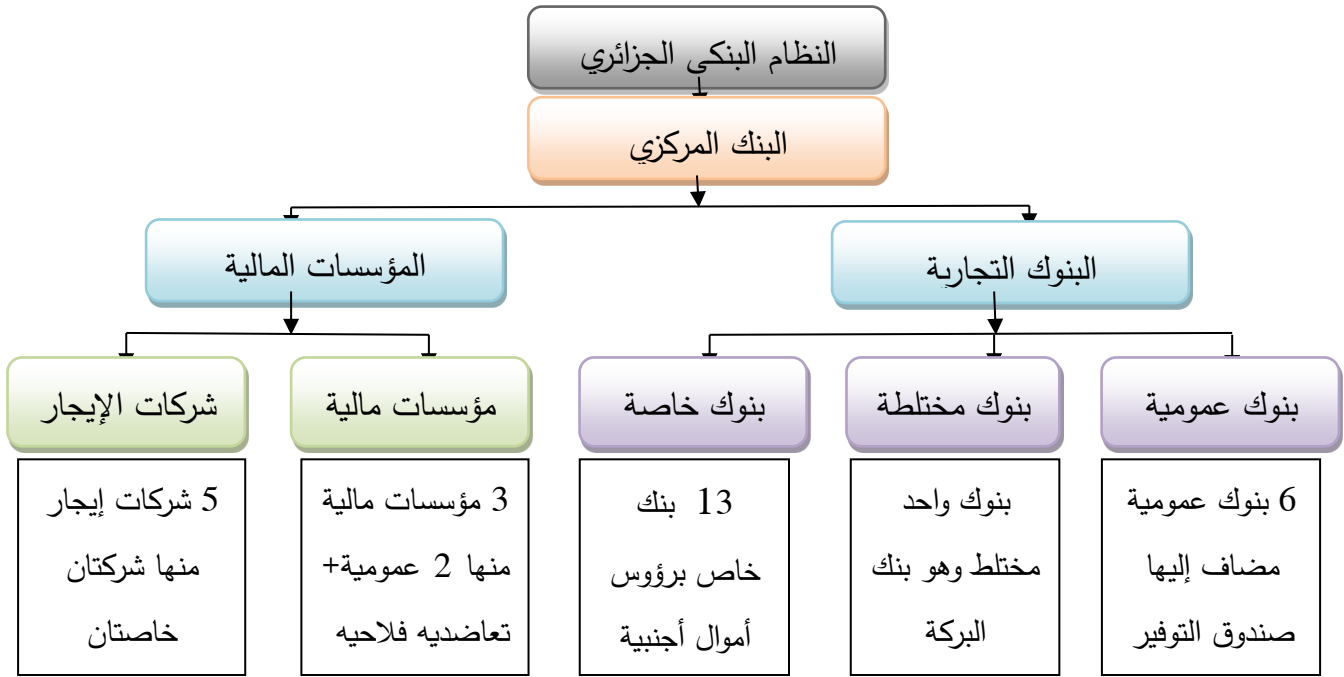 النظام البنكي الجزائري
البنك المركزي
البنوك التجارية
المؤسسات المالية
بنوك عمومية
بنوك مختلطة
بنوك خاصة
مؤسسات مالية
شركات الإيجار
6 بنوك عمومية
مضاف إليها
صندوق التوفير
بنوك واحد
مختلط وهو بنك
البركة
13 بنك
خاص برؤوس
أموال أجنبية
3 مؤسسات مالية
منها 2 عمومية+
تعاضديه فلاحيه
5 شركات إيجار
منها شركتان
خاصتان